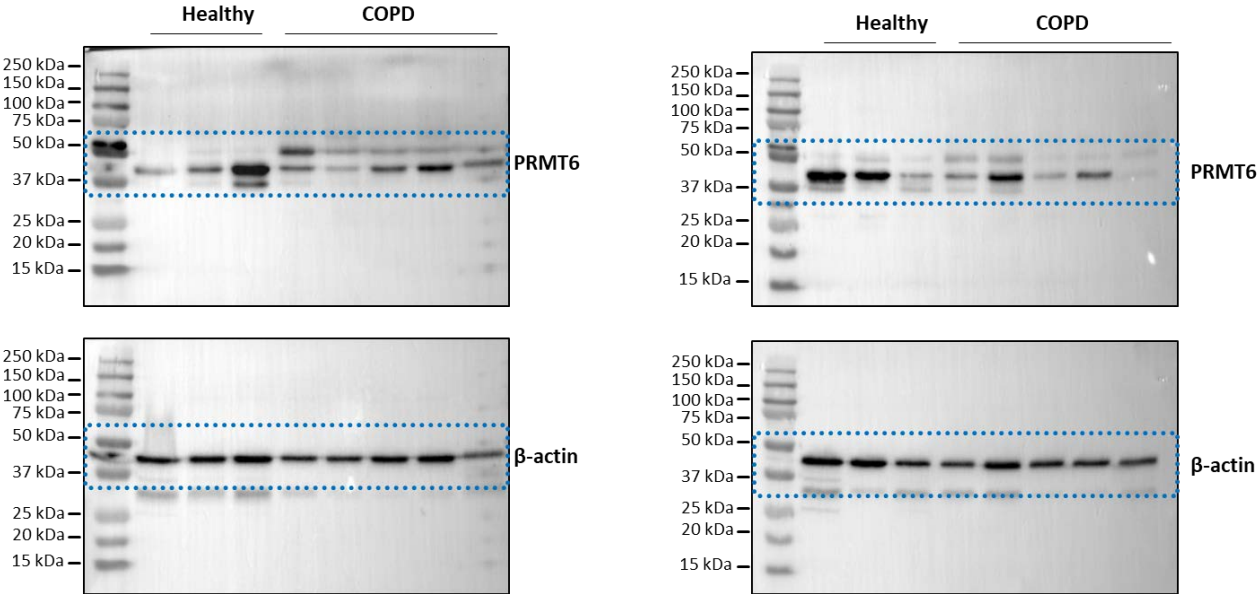 Healthy COPD
250 kDa
150 kDa
100 kDa
75 kDa
50 kDa
37 kDa
25 kDa
20 kDa
15 kDa
PRMT6
Healthy COPD
250 kDa
150 kDa
100 kDa
75 kDa
50 kDa
37 kDa
25 kDa
20 kDa
15 kDa
PRMT6
250 kDa
150 kDa
100 kDa
75 kDa
50 kDa
37 kDa
25 kDa
20 kDa
15 kDa
β-actin
250 kDa
150 kDa
100 kDa
75 kDa
50 kDa
37 kDa
25 kDa
20 kDa
15 kDa
β-actin